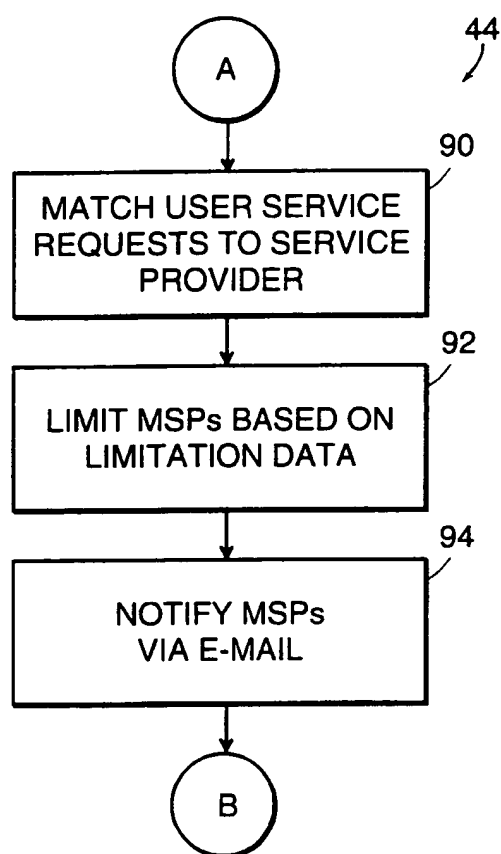 A
44
90
MATCH USER SERVICE
REQUESTS TO SERVICE
PROVIDER
92
LIMIT MSPs BASED ON
LIMITATION DATA
94
NOTIFY MSPs
VIA E-MAIL
B